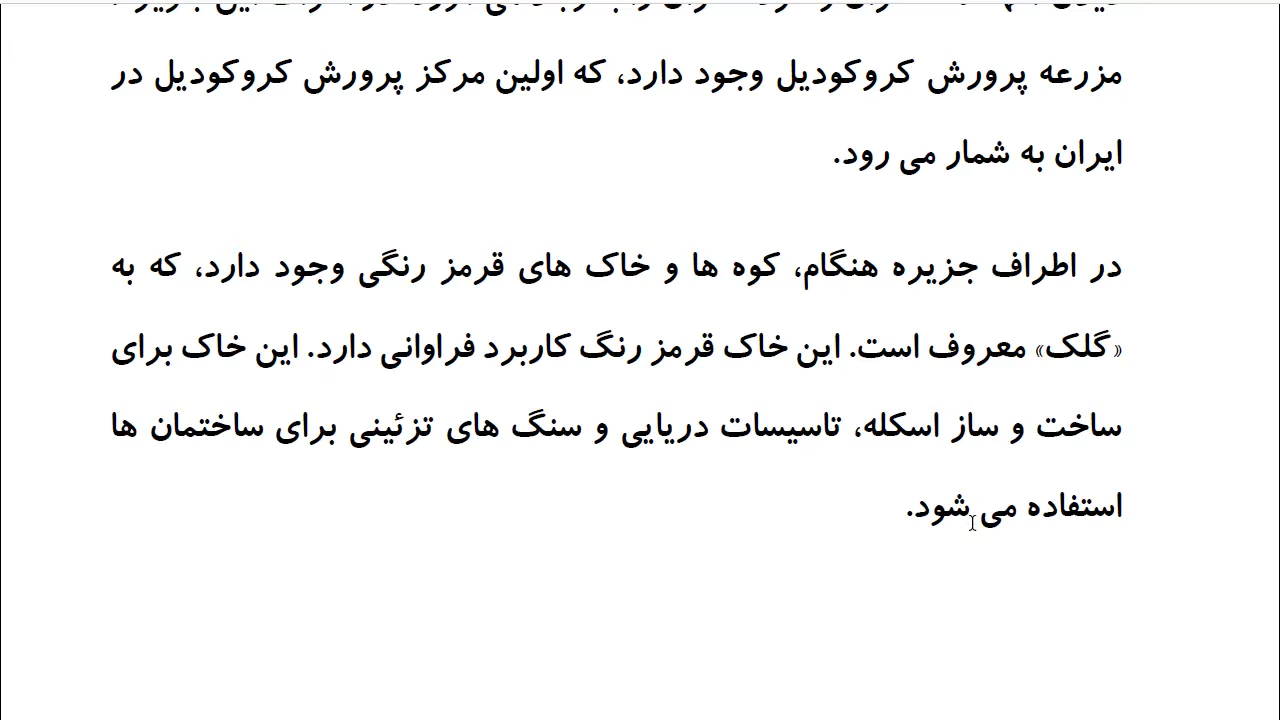 مزرعه پرورش کروکودیل وجود دارد، که اولین مرکز پرورش کروکودیل در
ایران به شمار می رود.
در اطراف جزیره هنگام، کوه ها و خاک های قرمز رنگی وجود دارد، که به
«گلک» معروف است. این خاک قرمز رنگ کاربرد فراوانی دارد. این خاک برای
ساخت و ساز اسکله، تاسیسات دریایی و سنگ های تزئینی برای ساختمان ها
استفاده می شود.